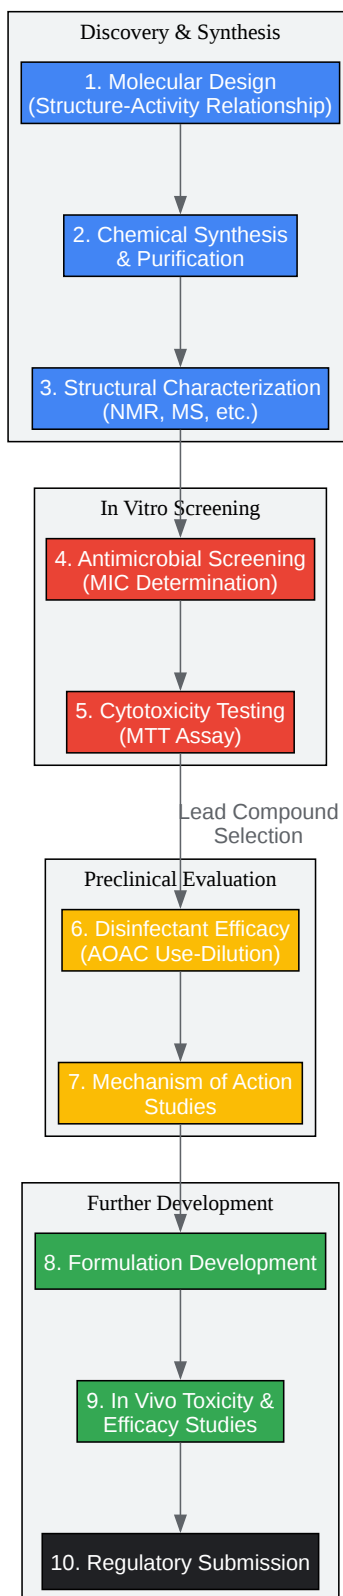 Discovery & Synthesis
1. Molecular Design
(Structure-Activity Relationship)
2. Chemical Synthesis
& Purification
3. Structural Characterization
(NMR, MS, etc.)
In Vitro Screening
4. Antimicrobial Screening
(MIC Determination)
5. Cytotoxicity Testing
(MTT Assay)
Lead Compound
Selection
Preclinical Evaluation
6. Disinfectant Efficacy
(AOAC Use-Dilution)
7. Mechanism of Action
Studies
Further Development
8. Formulation Development
9. In Vivo Toxicity &
Efficacy Studies
10. Regulatory Submission